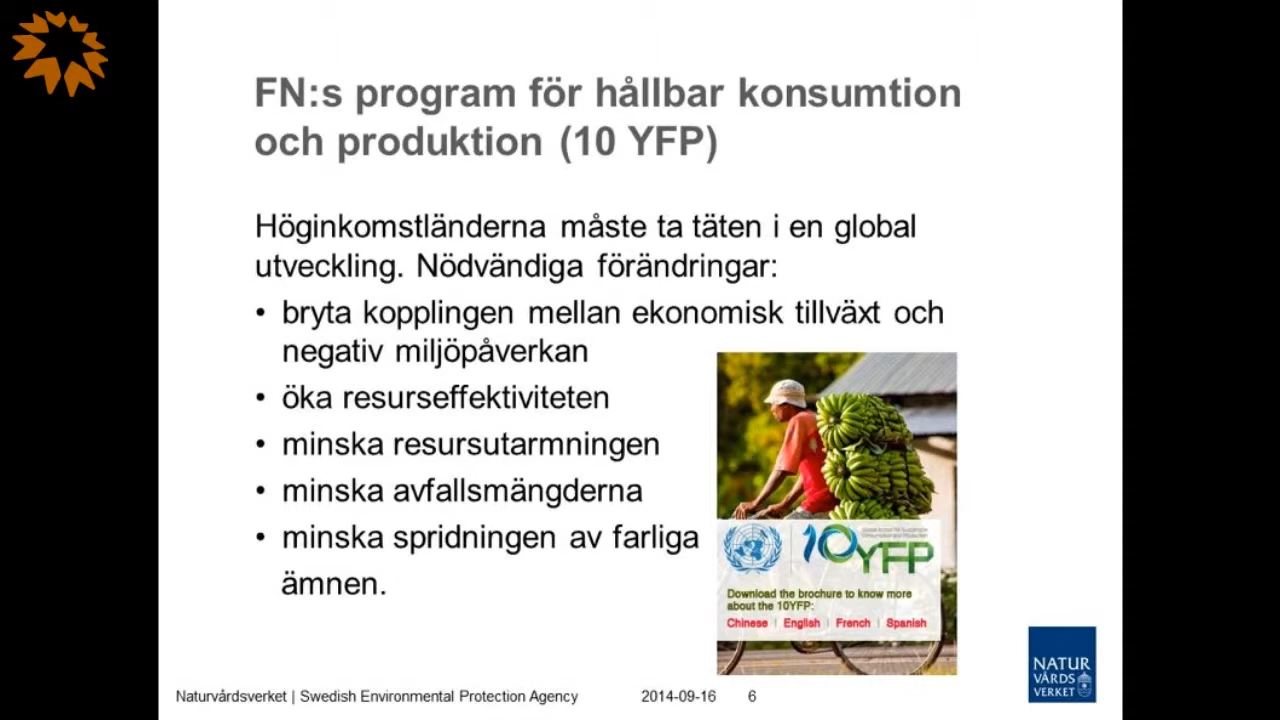 FN:s program för hållbar konsumtion
och produktion (10 YFP)
Höginkomstländerna måste ta täten i en global
utveckling. Nödvändiga förändringar:
• bryta kopplingen mellan ekonomisk tillväxt och
negativ miljöpåverkan
• öka resurseffektiviteten
• minska resursutarmningen
• minska avfallsmängderna
• minska spridningen av farliga
ämnen.
10YFP
Download the brochure to know more
about the 10YFP:
Chinese | English | French | Spanish
NATUR
VÅRDS
VERKET
Naturvårdsverket | Swedish Environmental Protection Agency 2014-09-16 6